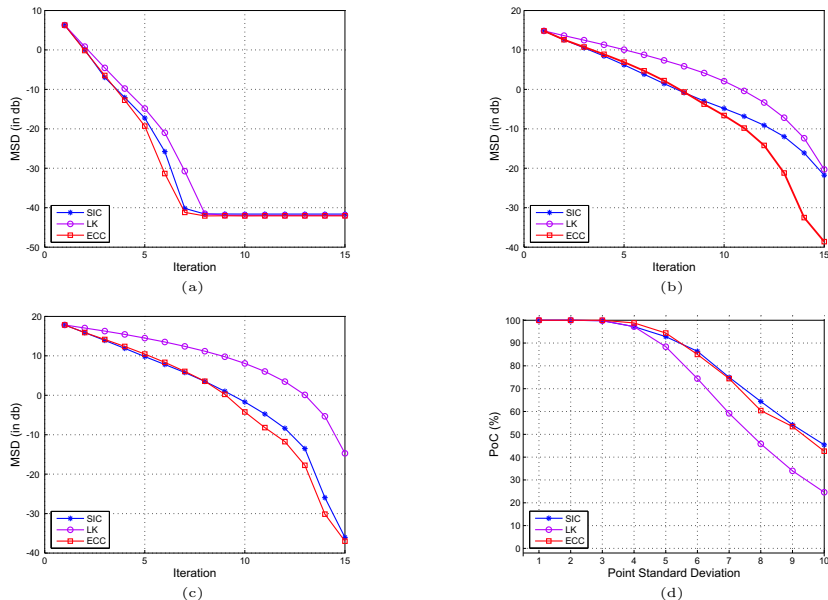 10
0
-10
-20
-30
-40
-50
0 5 10 15
MSD (in db)
Iteration
SIC
LK
ECC
(a)
20
10
0
-10
-20
-30
-40
0 5 10 15
MSD (in db)
Iteration
SIC
LK
ECC
(b)
20
10
0
-10
-20
-30
-40
0 5 10 15
MSD (in db)
Iteration
SIC
LK
ECC
(c)
100
90
80
70
60
50
40
30
20
10
0
1 2 3 4 5 6 7 8 9 10
PoC (%)
Point Standard Deviation
SIC
LK
ECC
(d)